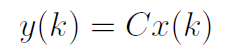 y(k) = Cx(k)